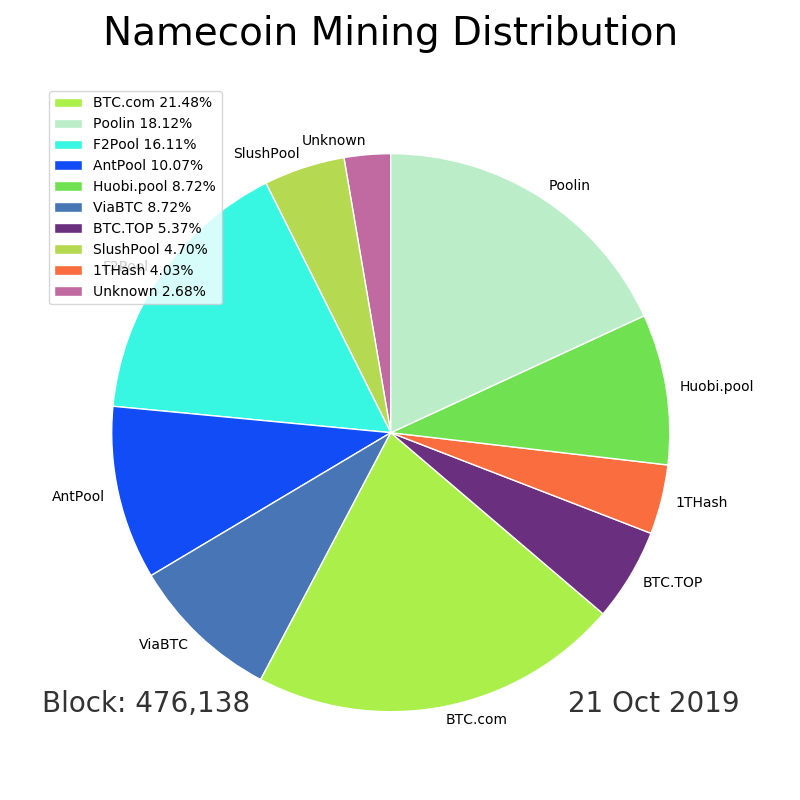 Namecoin Mining Distribution
BTC.com 21.48%
Poolin 18.12%
F2Pool 16.11%
AntPool 10.07%
Huobi.pool 8.72%
ViaBTC 8.72%
BTC.TOP 5.37%
SlushPool 4.70%
1THash 4.03%
Unknown 2.68%
Unknown
SlushPool
Poolin
F2Pool
Huobi.pool
AntPool
1THash
BTC.TOP
ViaBTC
BTC.com
Block: 476,138
21 Oct 2019